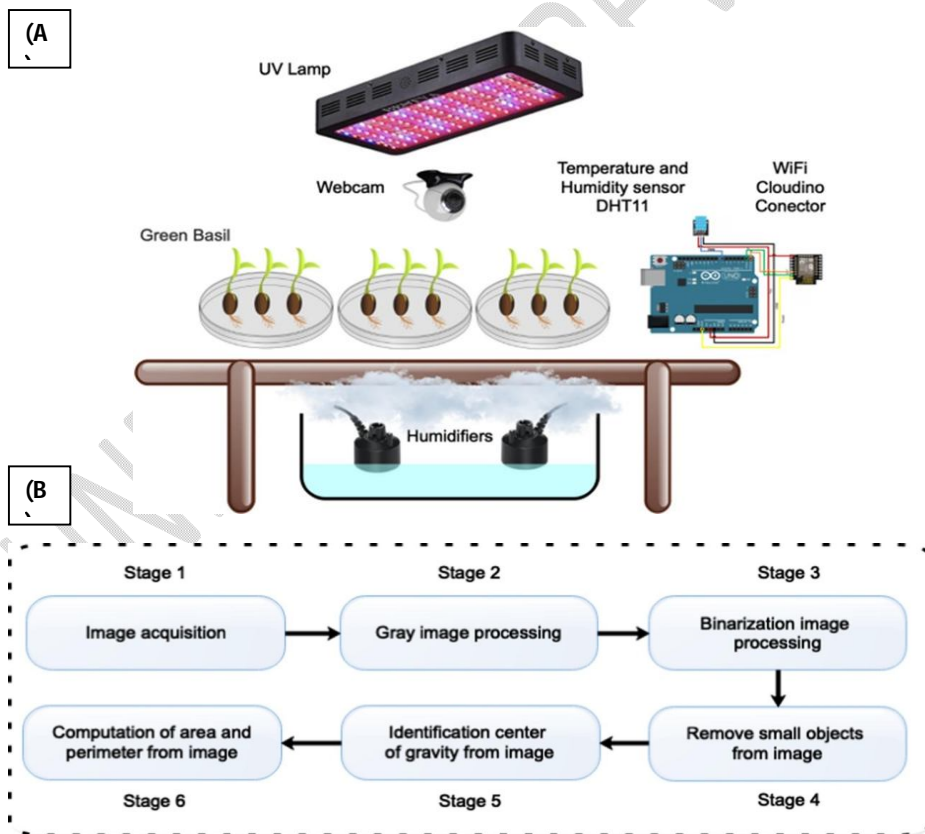 (A
UV Lamp
Webcam
Temperature and
Humidity sensor
DHT11
WiFi
Cloudino
Conector
Green Basil
UNO
Humidifiers
(B
Stage 1
Stage 2
Stage 3
Image acquisition
Gray image processing
Binarization image
processing
Computation of area and
perimeter from image
Identification center
of gravity from image
Remove small objects
from image
Stage 6
Stage 5
Stage 4